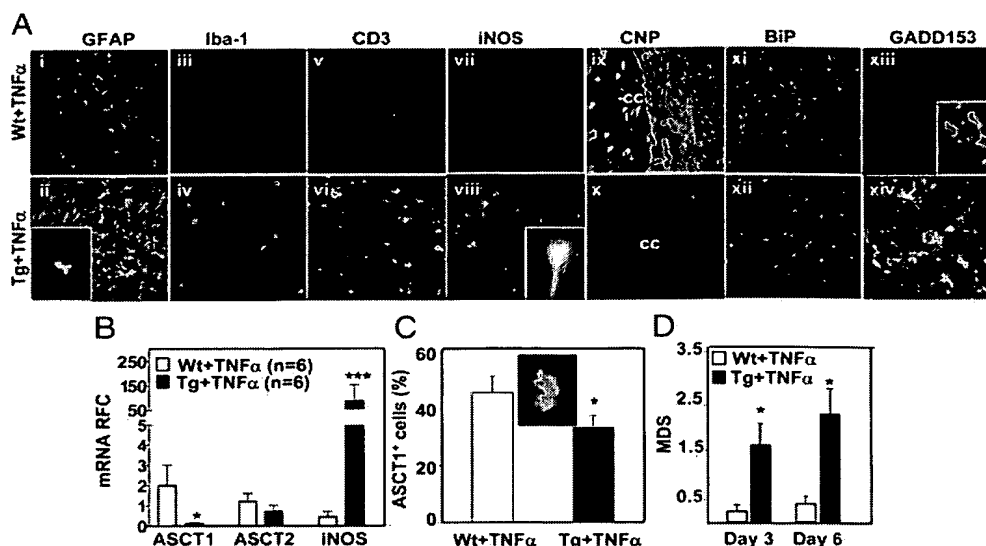 A
GFAP Iba-1 CD3 iNOS CNP BiP GADD153
Wt+TNFα
i iii v vii ix xi xiii
cc
Tg+TNFα
ii iv vi viii x xii xiv
cc
B
mRNA RFC
250
150
50
5
4
3
2
1
0
Wt+TNFα (n=6)
Tg+TNFα (n=6)
***
*
ASCT1 ASCT2 iNOS
C
ASCT1+ cells (%)
60
40
20
0
*
Wt+TNFα Tg+TNFα
D
MDS
3.5
2.5
1.5
0.5
Wt+TNFα
Tg+TNFα
*
*
Day 3 Day 6